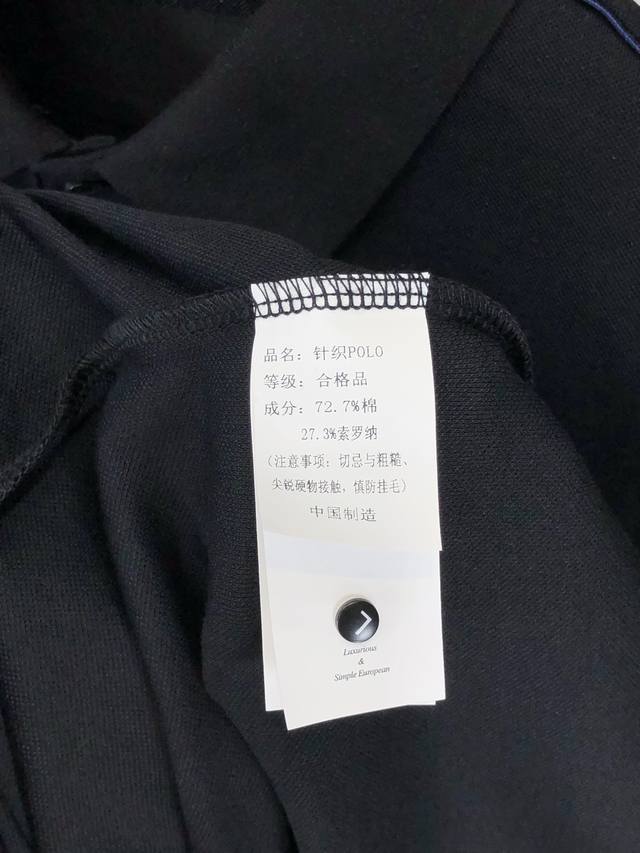 品名：针织POLO
等级：合格品
成分：72.7%棉
27.3%索罗纳
（注意事项：切忌与粗糙、
尖锐硬物接触，慎防挂毛）
中国制造
Luxurious
&
Simple European